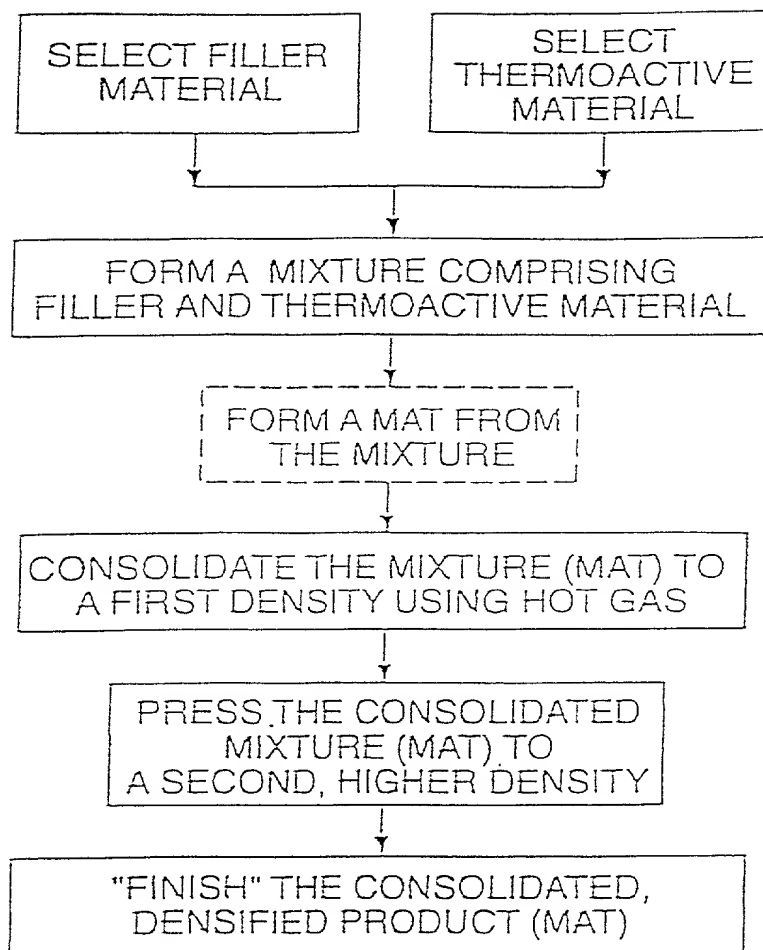 SELECT FILLER
MATERIAL
SELECT
THERMOACTIVE
MATERIAL
FORM A MIXTURE COMPRISING
FILLER AND THERMOACTIVE MATERIAL
FORM A MAT FROM
THE MIXTURE
CONSOLIDATE THE MIXTURE (MAT) TO
A FIRST DENSITY USING HOT GAS
PRESS THE CONSOLIDATED
MIXTURE (MAT) TO
A SECOND, HIGHER DENSITY
"FINISH" THE CONSOLIDATED,
DENSIFIED PRODUCT (MAT)